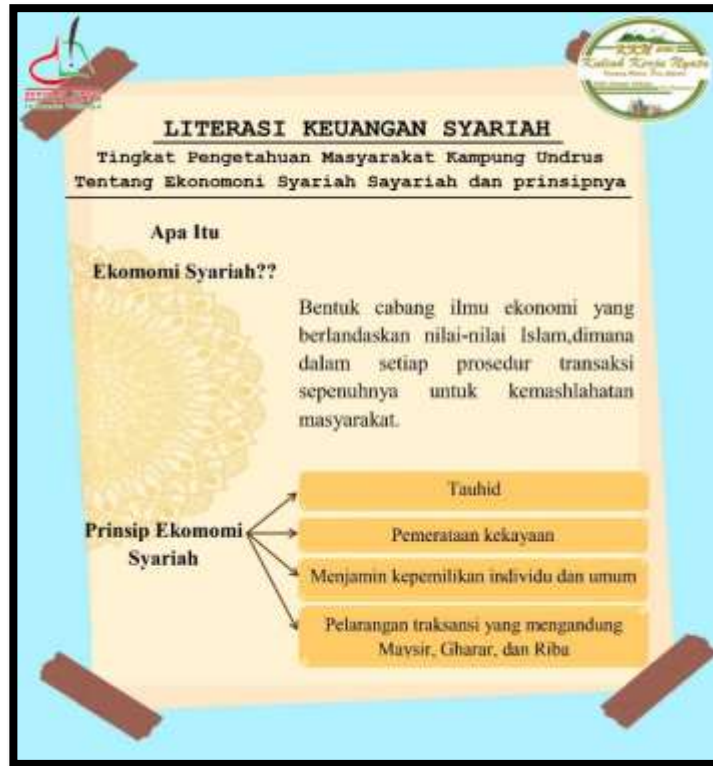 KKN
Kuliah Kerja Nyata
LITERASI KEUANGAN SYARIAH
Tingkat Pengetahuan Masyarakat Kampung Undrus
Tentang Ekonomoni Syariah Sayariah dan prinsipnya
Apa Itu
Ekomomi Syariah??
Bentuk cabang ilmu ekonomi yang
berlandaskan nilai-nilai Islam,dimana
dalam setiap prosedur transaksi
sepenuhnya untuk kemashlahatan
masyarakat.
Prinsip Ekomomi
Syariah
Tauhid
Pemerataan kekayaan
Menjamin kepemilikan individu dan umum
Pelarangan traksansi yang mengandung
Maysir, Gharar, dan Riba